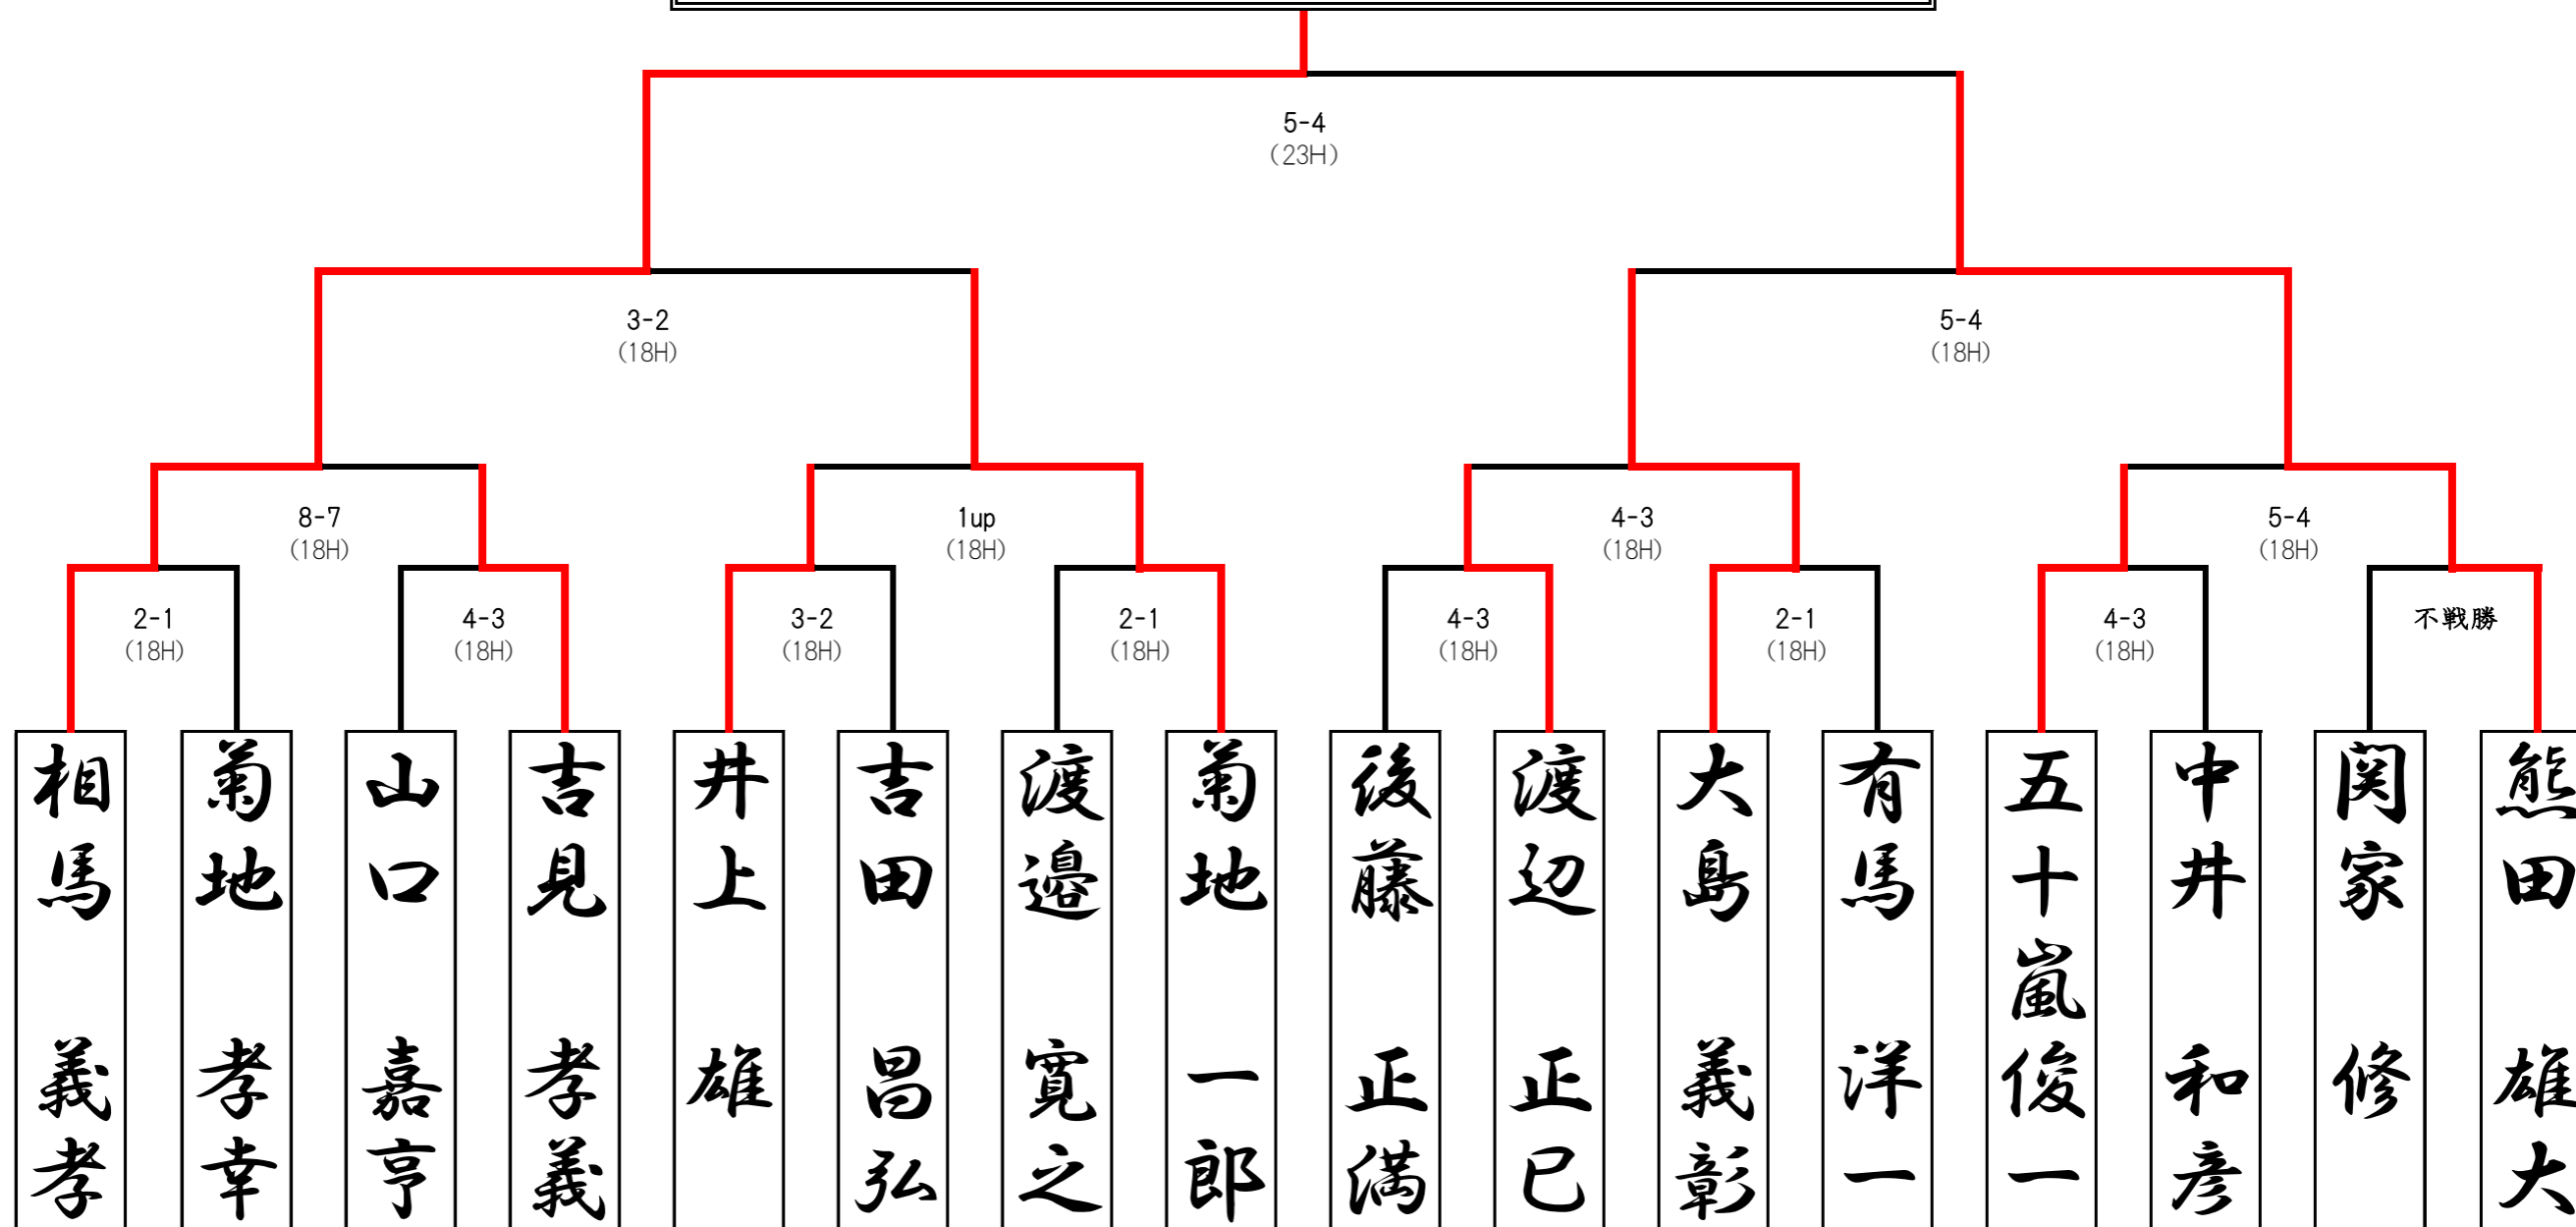 5-4
(23H)
3-2
(18H)
5-4
(18H)
8-7
(18H)
1up
(18H)
4-3
(18H)
5-4
(18H)
2-1
(18H)
4-3
(18H)
3-2
(18H)
2-1
(18H)
4-3
(18H)
2-1
(18H)
4-3
(18H)
不戦勝
相馬 義孝
菊地 孝幸
山口 嘉亨
吉見 孝義
井上 雄
吉田 昌弘
渡邉 寛之
菊地 一郎
後藤 正満
渡辺 正巳
大島 義彰
有馬 洋一
五十嵐俊一
中井 和彦
関家 修
熊田 雄大